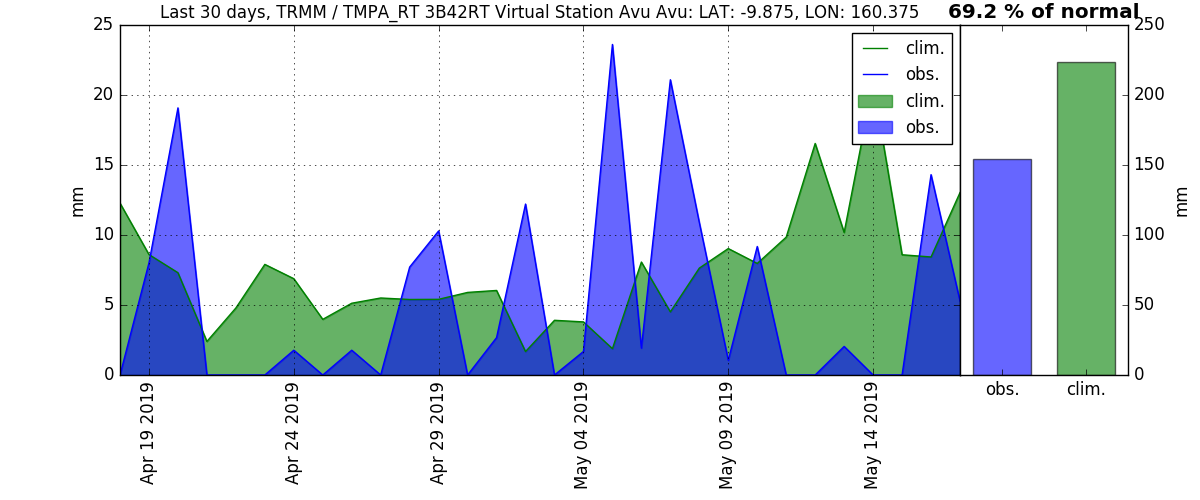 Last 30 days, TRMM / TMPA_RT 3B42RT Virtual Station Avu Avu: LAT: -9.875, LON: 160.375
69.2 % of normal
25
20
15
10
5
0
mm
clim.
obs.
clim.
obs.
250
200
150
100
50
0
mm
obs.
clim.
Apr 19 2019
Apr 24 2019
Apr 29 2019
May 04 2019
May 09 2019
May 14 2019